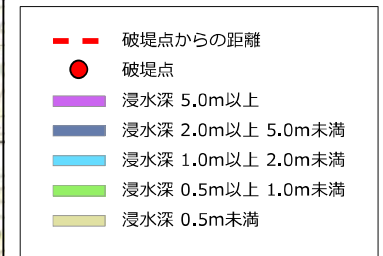 破堤点からの距離
破堤点
浸水深 5.0m以上
浸水深 2.0m以上 5.0m未満
浸水深 1.0m以上 2.0m未満
浸水深 0.5m以上 1.0m未満
浸水深 0.5m未満